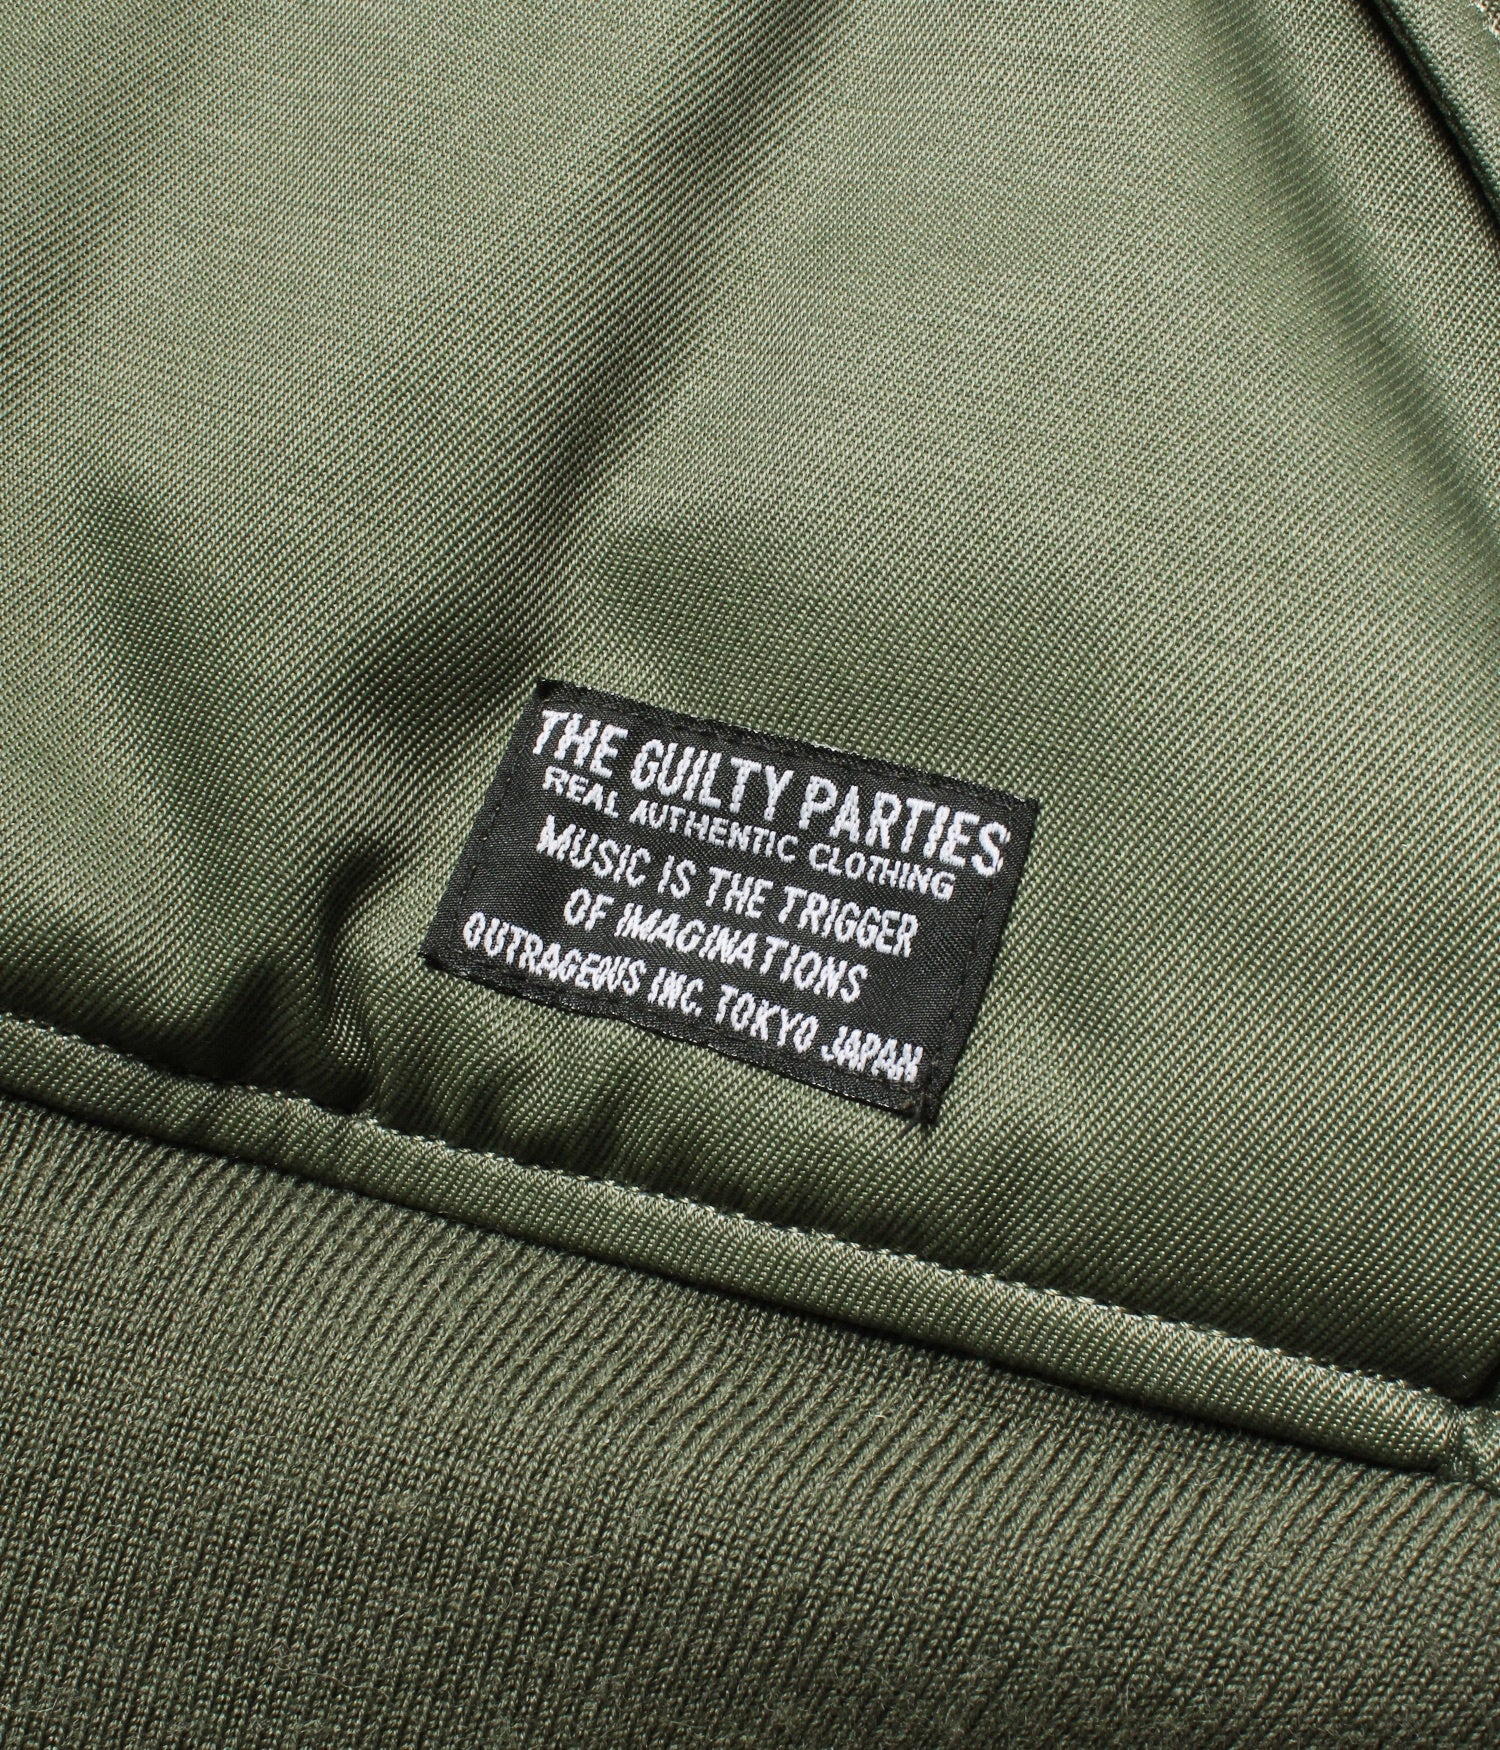 THE GUILTY PARTIES
REAL AUTHENTIC CLOTHING
MUSIC IS THE TRIGGER
OF IMAGINATIONS
OUTRAGEOUS INC. TOKYO JAPAN